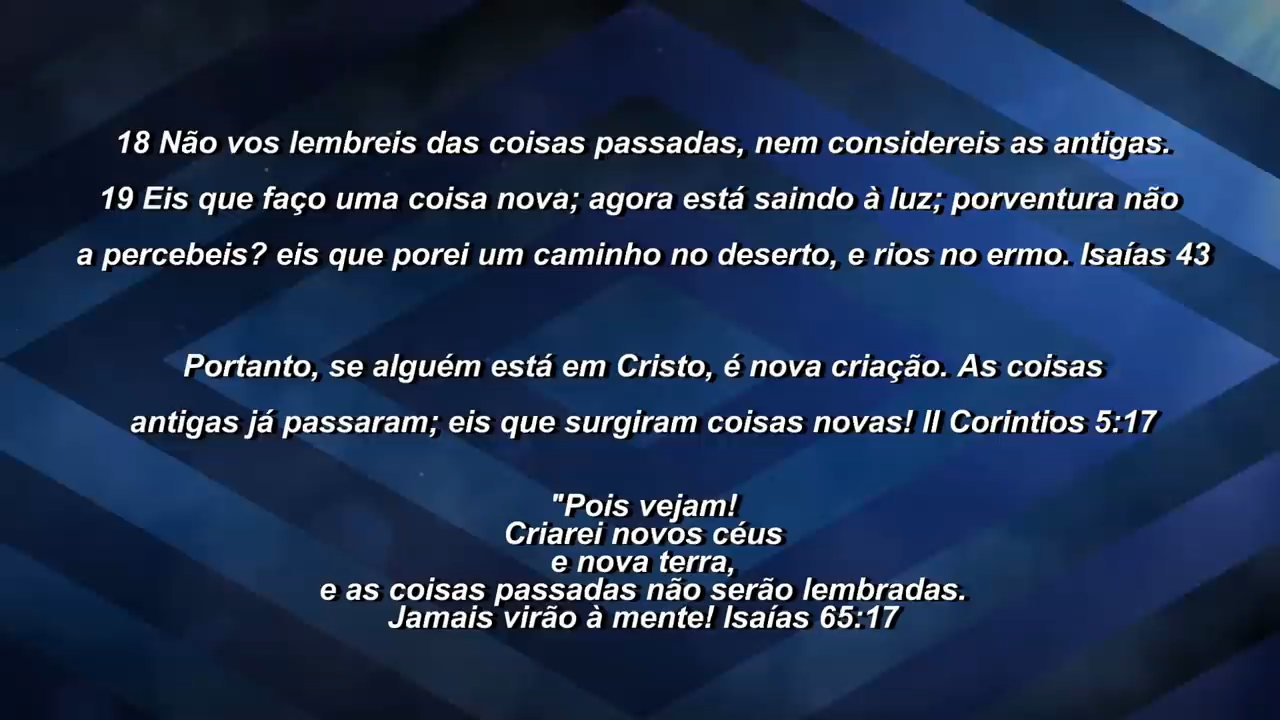 18 Não vos lembreis das coisas passadas, nem considereis as antigas.
19 Eis que faço uma coisa nova; agora está saindo à luz; porventura não
a percebeis? eis que porei um caminho no deserto, e rios no ermo. Isaías 43
Portanto, se alguém está em Cristo, é nova criação. As coisas
antigas já passaram; eis que surgiram coisas novas! II Corintios 5:17
"Pois vejam!
Criarei novos céus
e nova terra,
e as coisas passadas não serão lembradas.
Jamais virão à mente! Isaías 65:17